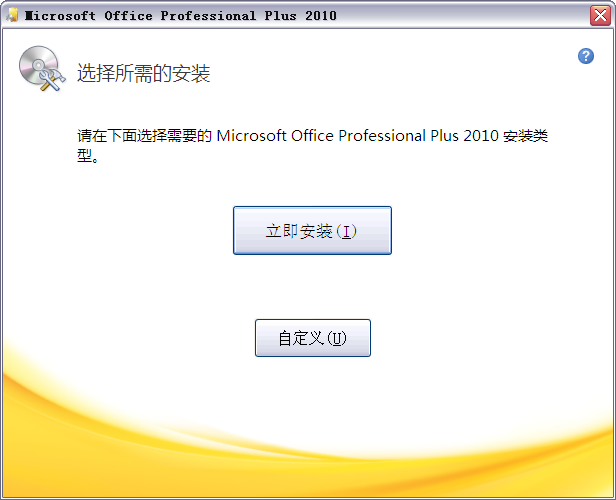 Microsoft Office Professional Plus 2010
选择所需的安装
请在下面选择需要的 Microsoft Office Professional Plus 2010 安装类
型。
立即安装(I)
自定义(U)